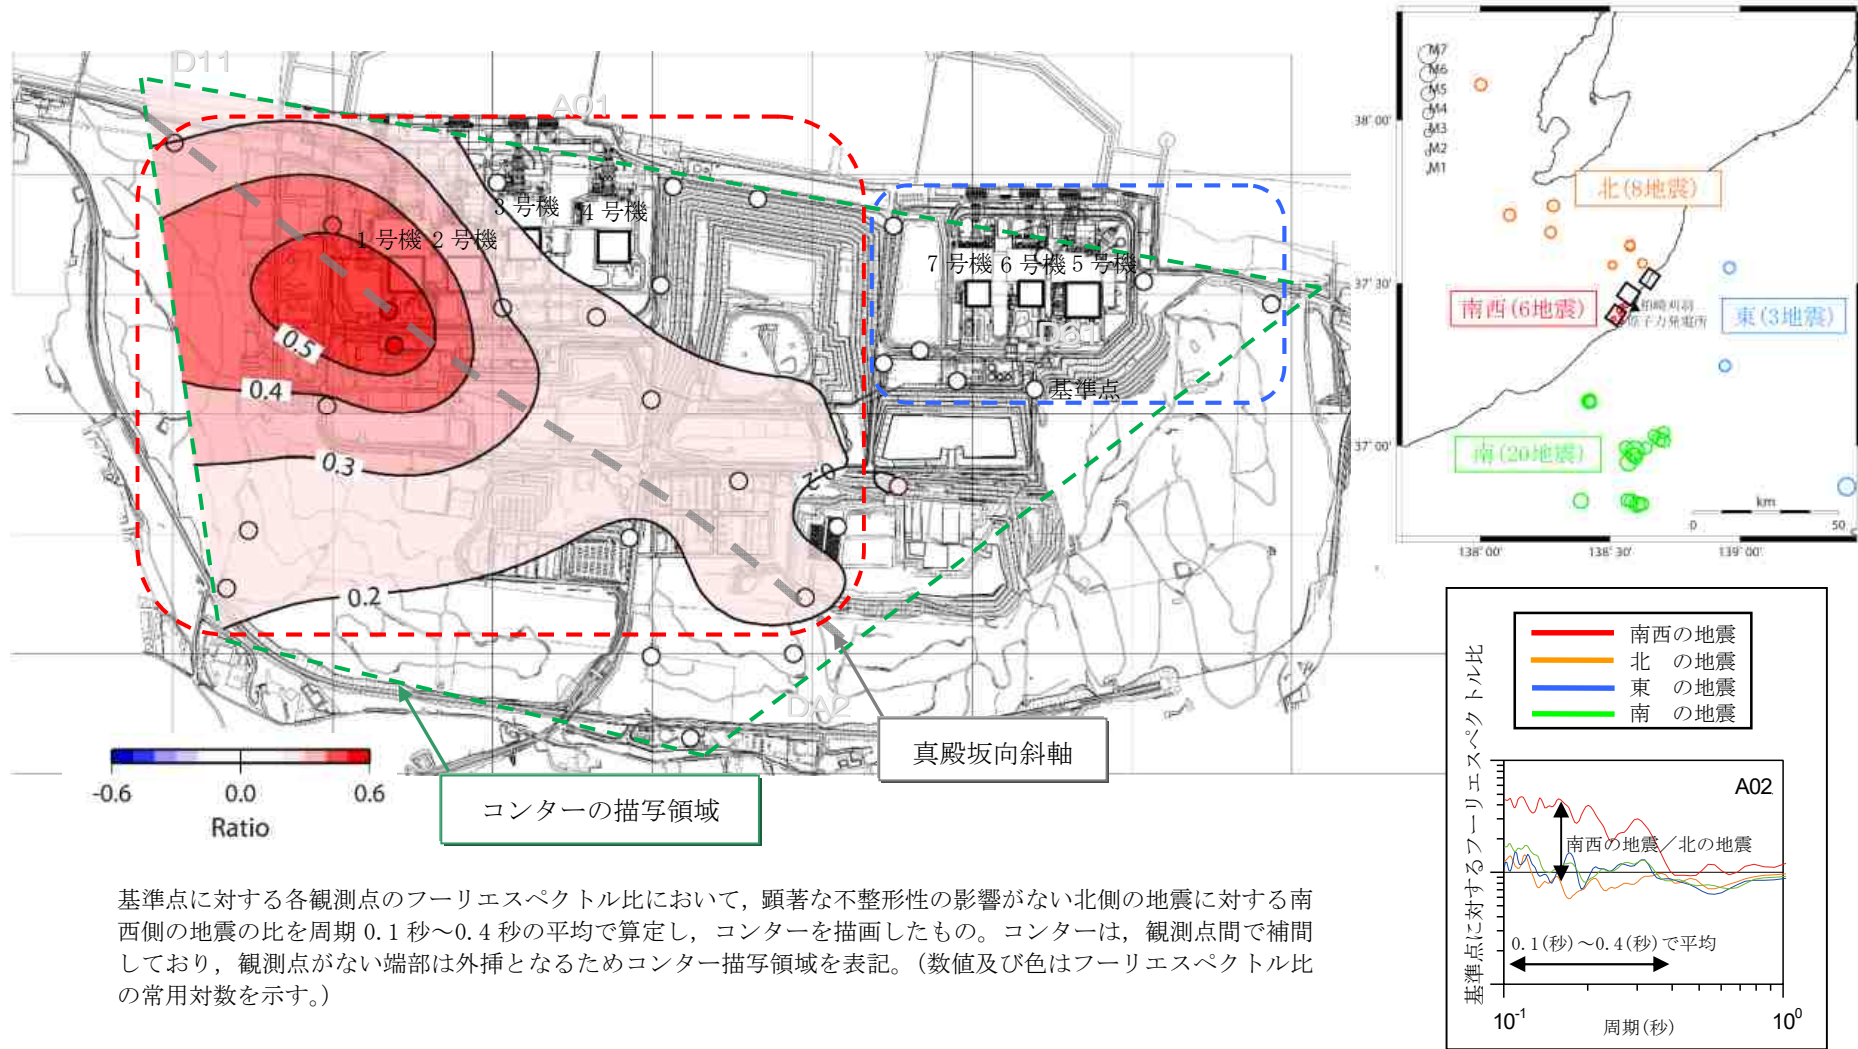 D11
A01
3 号機
4 号機
1 号機
2 号機
7 号機
6 号機
5 号機
D6
基準点
0.5
0.4
0.3
0.2
0.2
DA2
真殿坂向斜軸
コンターの描写領域
-0.6
0.0
0.6
Ratio
M7
M6
M5
M4
M3
M2
M1
38°00'
37°30'
37°00'
北(8地震)
南西(6地震)
柏崎刈羽
原子力発電所
東(3地震)
南(20地震)
km
0
50
138°00'
138°30'
139°00'
南西の地震
北 の地震
東 の地震
南 の地震
基準点に対するフーリエスペクトル比
A02
南西の地震／北の地震
0.1(秒)～0.4(秒)で平均
10-1
周期(秒)
100
基準点に対する各観測点のフーリエスペクトル比において，顕著な不整形性の影響がない北側の地震に対する南
西側の地震の比を周期 0.1 秒～0.4 秒の平均で算定し，コンターを描画したもの。コンターは，観測点間で補間
しており，観測点がない端部は外挿となるためコンター描写領域を表記。（数値及び色はフーリエスペクトル比
の常用対数を示す。）